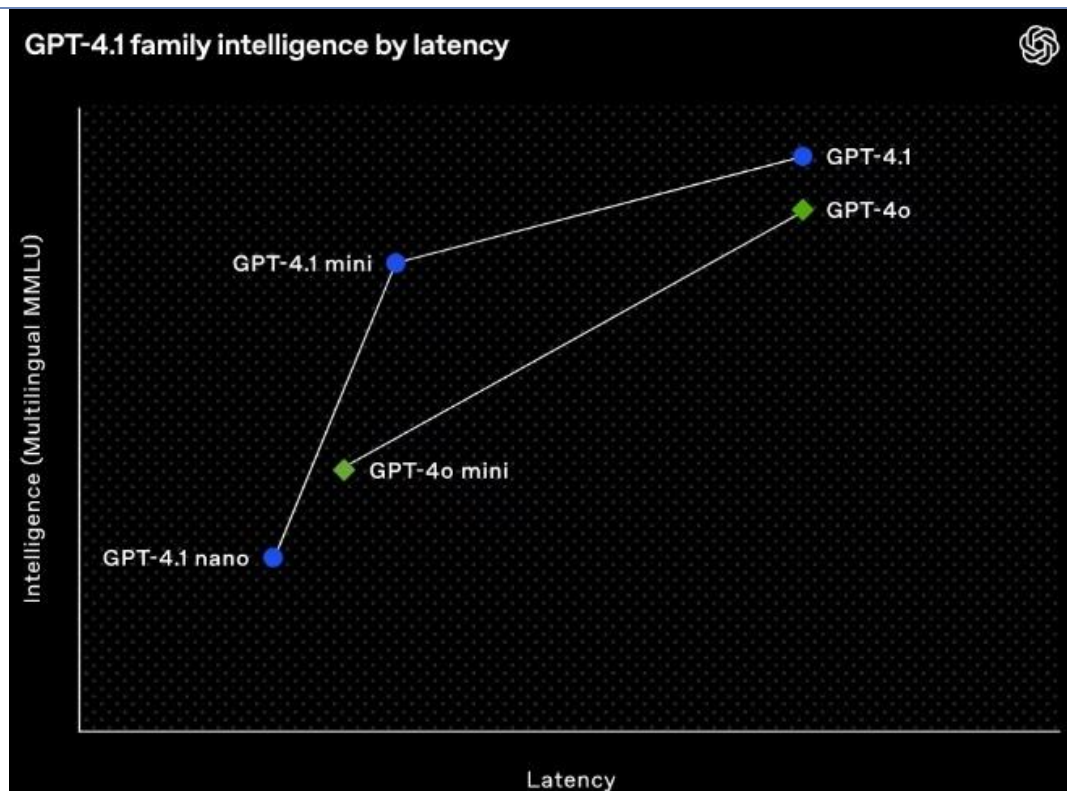 GPT-4.1 family intelligence by latency
GPT-4.1
GPT-4o
GPT-4.1 mini
GPT-4o mini
GPT-4.1 nano
Intelligence (Multilingual MMLU)
Latency